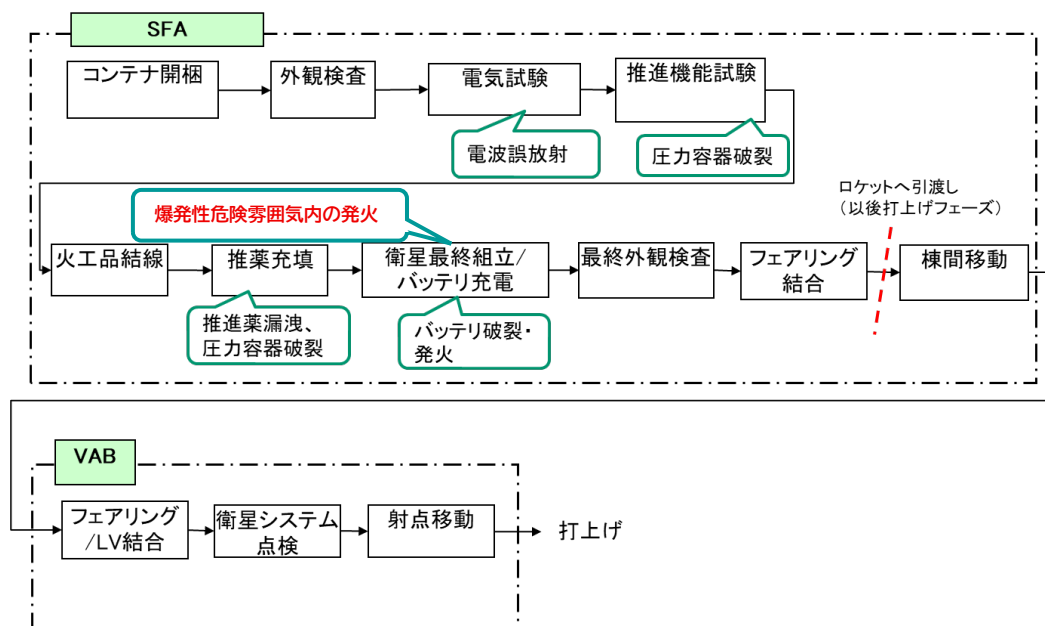 SFA
コンテナ開梱
外観検査
電気試験
推進機能試験
電波誤放射
圧力容器破裂
ロケットへ引渡し
（以後打上げフェーズ）
爆発性危険雰囲気内の発火
火工品結線
推薬充填
衛星最終組立/
バッテリ充電
最終外観検査
フェアリング
結合
棟間移動
推進薬漏洩、
圧力容器破裂
バッテリ破裂・
発火
VAB
フェアリング
/LV結合
衛星システム
点検
射点移動
打上げ